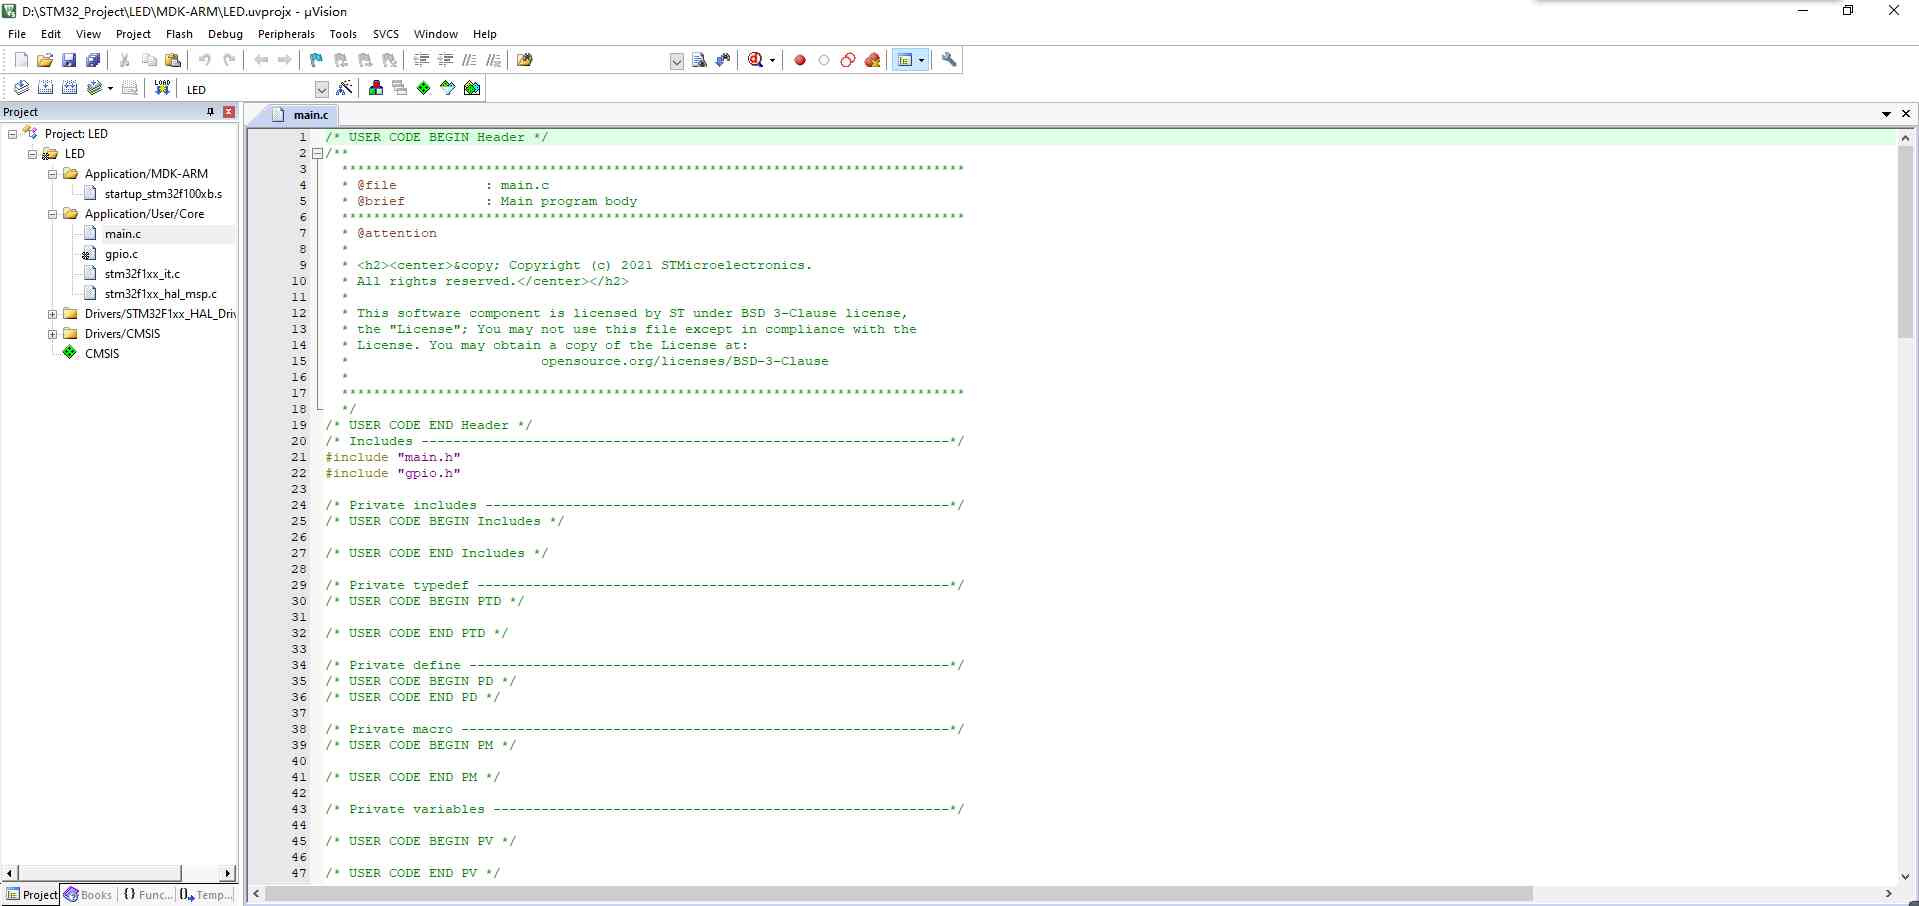 D:\STM32_Project\LED\MDK-ARM\LED.uvprojx - µVision
File Edit View Project Flash Debug Peripherals Tools SVCS Window Help
LOAD LED
Project
Project: LED
LED
Application/MDK-ARM
startup_stm32f100xb.s
Application/User/Core
main.c
gpio.c
stm32f1xx_it.c
stm32f1xx_hal_msp.c
Drivers/STM32F1xx_HAL_Driv
Drivers/CMSIS
CMSIS
Project Books {} Func... Temp...
main.c
1 /* USER CODE BEGIN Header */
2 /**
3 ******************************************************************************
4 * @file : main.c
5 * @brief : Main program body
6 ******************************************************************************
7 * @attention
8 *
9 * <h2><center>&copy; Copyright (c) 2021 STMicroelectronics.
10 * All rights reserved.</center></h2>
11 *
12 * This software component is licensed by ST under BSD 3-Clause license,
13 * the "License"; You may not use this file except in compliance with the
14 * License. You may obtain a copy of the License at:
15 * opensource.org/licenses/BSD-3-Clause
16 *
17 ******************************************************************************
18 */
19 /* USER CODE END Header */
20 /* Includes ------------------------------------------------------------------*/
21 #include "main.h"
22 #include "gpio.h"
23
24 /* Private includes ----------------------------------------------------------*/
25 /* USER CODE BEGIN Includes */
26
27 /* USER CODE END Includes */
28
29 /* Private typedef -----------------------------------------------------------*/
30 /* USER CODE BEGIN PTD */
31
32 /* USER CODE END PTD */
33
34 /* Private define ------------------------------------------------------------*/
35 /* USER CODE BEGIN PD */
36 /* USER CODE END PD */
37
38 /* Private macro -------------------------------------------------------------*/
39 /* USER CODE BEGIN PM */
40
41 /* USER CODE END PM */
42
43 /* Private variables ---------------------------------------------------------*/
44
45 /* USER CODE BEGIN PV */
46
47 /* USER CODE END PV */